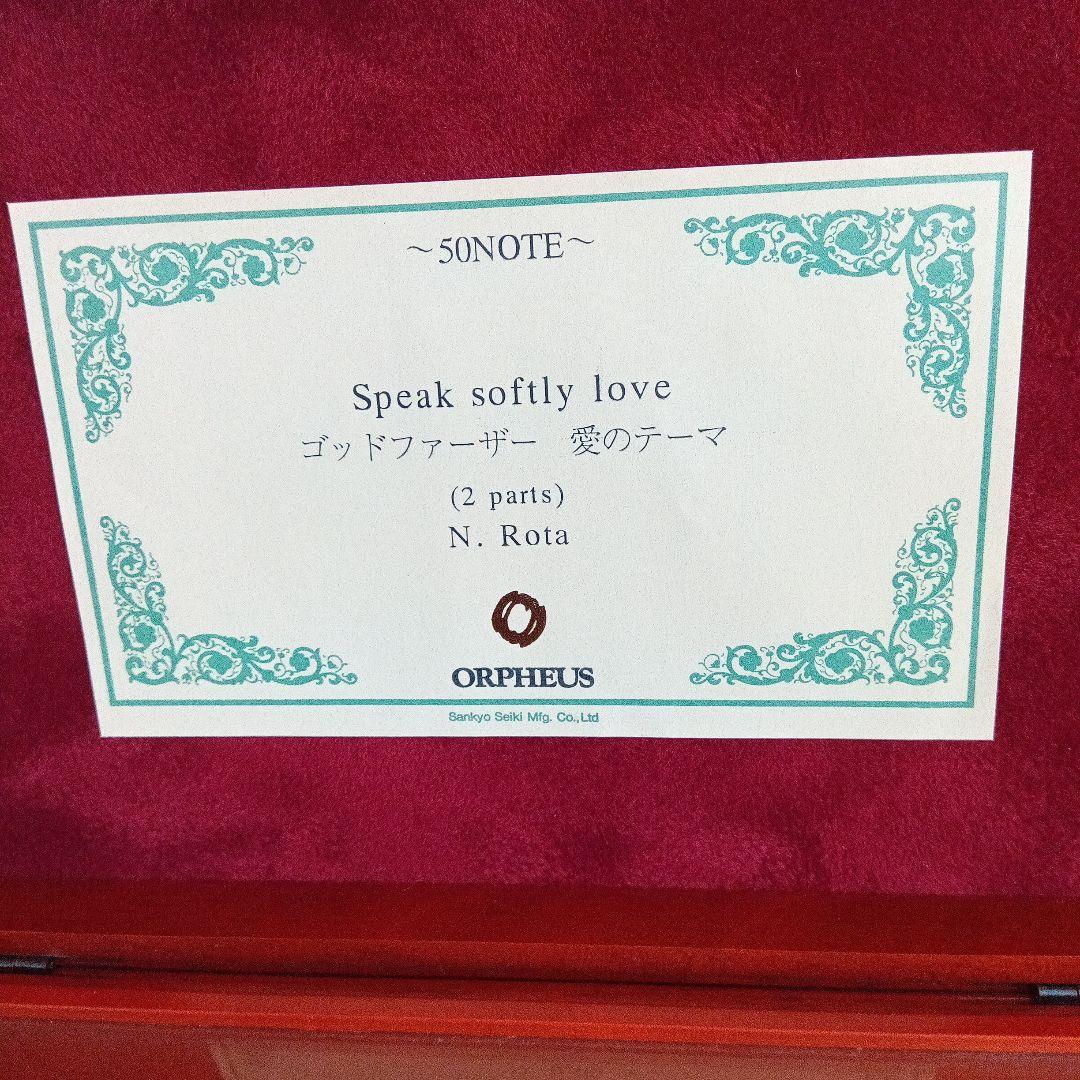 ～50NOTE～
Speak softly love
ゴッドファーザー　愛のテーマ
(2 parts)
N. Rota
ORPHEUS
Sankyo Seiki Mfg. Co.,Ltd